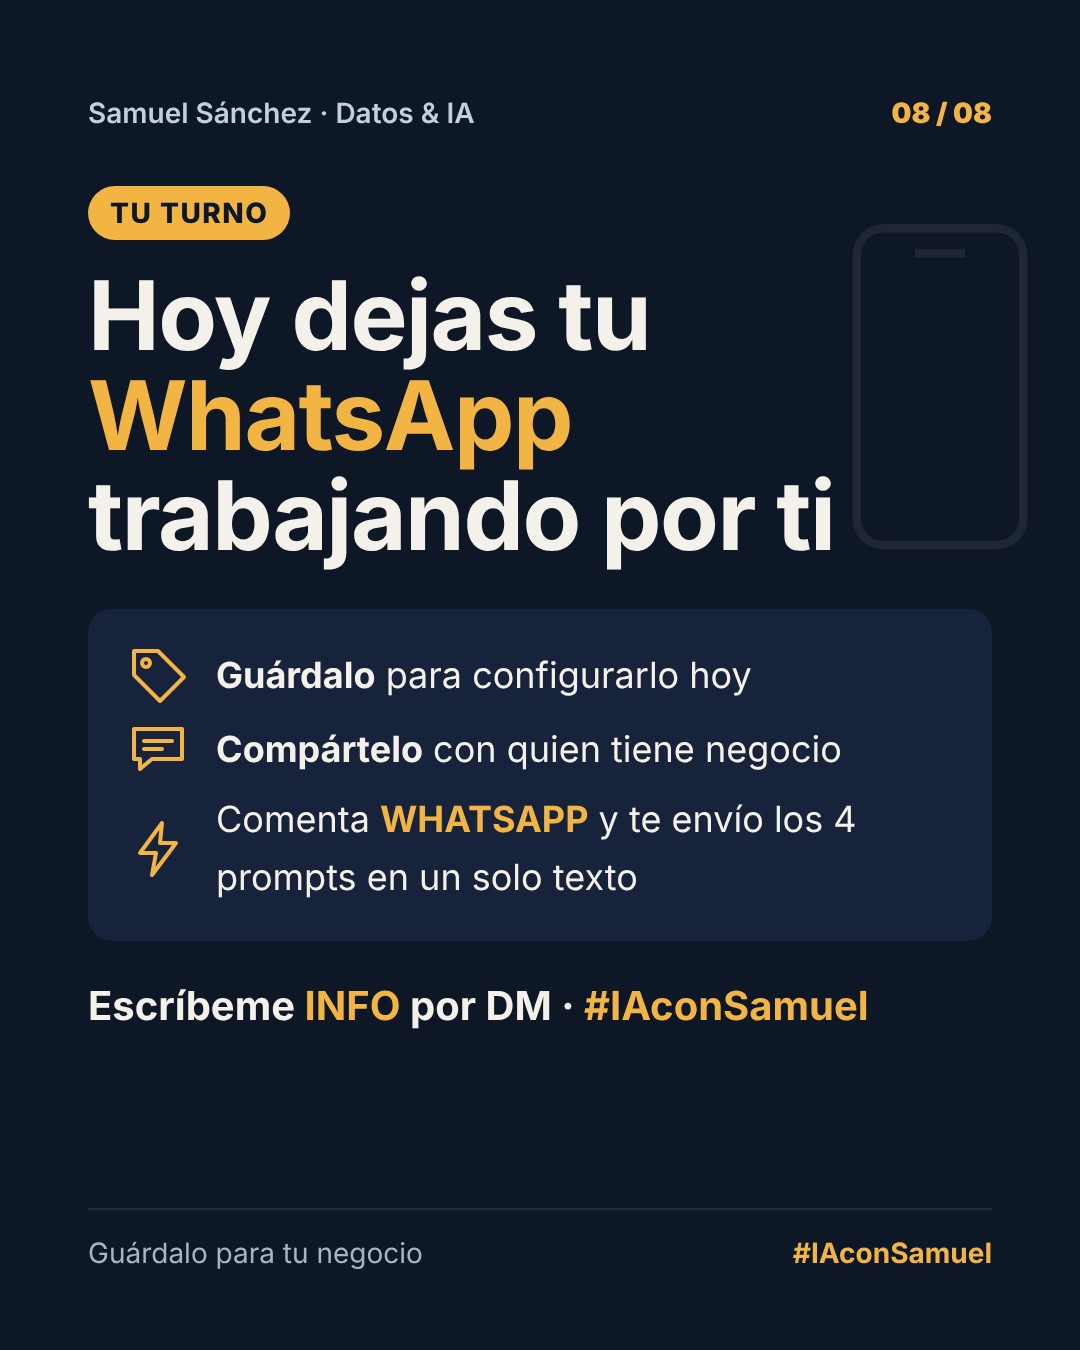 Samuel Sánchez · Datos & IA
08 / 08
TU TURNO
Hoy dejas tu
WhatsApp
trabajando por ti
Guárdalo para configurarlo hoy
Compártelo con quien tiene negocio
Comenta WHATSAPP y te envío los 4
prompts en un solo texto
Escríbeme INFO por DM · #IAconSamuel
Guárdalo para tu negocio
#IAconSamuel